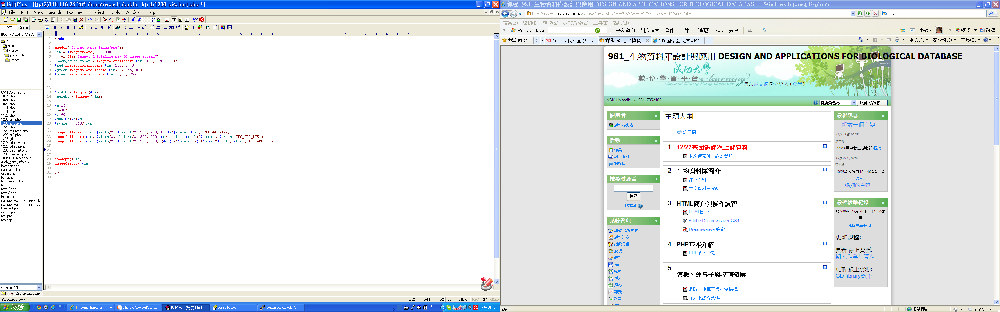 EditPlus - [ftp(2)140.116.25.205:/home/wenchi/public_html/1230-piechart.php *]
File Edit View Search Document Project Tools Window Help
Directory Cliptext
[ftp2] NCKU-RSPC(205)
/
home
wenchi
public_html
image
051109-form.php
1014.php
1021.php
1028.php
1111.php
1111-1.php
1125.php
1209form.php
1209mysql.php
1223.php
1223-ex1-face.php
1223-ex2.php
1223-gd.php
1223-gdarray.php
1223-gdface.php
1230-barchart.php
1230-linechart.php
20051109search.php
Arab_gene_info.csv
barchart.php
caculate.php
exam.php
form.php
form_result.php
form-1.php
form-2.php
form-3.php
index.php
irt3_promoter_TF_minFN.xls
irt3_promoter_TF_minFP.xls
linechart.php
ncku.pptx
test.php
top.php
All Files (*.*)
1 <?php
2
3 header("Conent-type: image/png");
4 $im = @imagecreate(300, 300)
5 or die("Cannot Initialize new GD image stream");
6 $background_color = imagecolorallocate($im, 128, 128, 128);
7 $red=imagecolorallocate($im, 255, 0, 0);
8 $green=imagecolorallocate($im, 0, 255, 0);
9 $blue=imagecolorallocate($im, 0, 0, 255);
10
11
12
13 $width = Imagesx($im);
14 $height = Imagesy($im);
15
16 $a=15;
17 $b=30;
18 $c=60;
19 $sum=$a+$b+$c;
20 $scale = 360/$sum;
21
22 imagefilledarc($im, $width/2, $height/2, 200, 200, 0, $a*$scale, $red, IMG_ARC_PIE);
23 imagefilledarc($im, $width/2, $height/2, 200, 200, $a*$scale, ($a+$b)*$scale , $green, IMG_ARC_PIE);
24 imagefilledarc($im, $width/2, $height/2, 200, 200, ($a+$b)*$scale, ($a+$b+$c)*$scale, $blue, IMG_ARC_PIE);
25
26
27
28 imagepng($im);
29 imagedestroy($im);
30
31 ?>
32
1230-piechart.php
For Help, press F1
ln 26 col 1 32 00 UNIX REC INS READ
開始 4 Internet Explorer Microsoft PowerPoint ... EditPlus - [ftp(2)140.1... PHP Manual wenchi@localhost:~/p... CH 下午 01:55
課程: 981_生物資料庫設計與應用 DESIGN AND APPLICATIONS FOR BIOLOGICAL DATABASE - Windows Internet Explorer
http://moodle.ncku.edu.tw/course/view.php?id=3935&edit=0&sesskey=T1Xy06xOks
strval
檔案(F) 編輯(E) 檢視(V) 我的最愛(A) 工具(T) 說明(H)
Windows Live 好友動向 個人檔案 郵件 相片 行事曆 MSN 分享 小綺 轉換 選擇
我的最愛 Gmail - 收件匣 (21) -... 課程: 981_生物資... GD 圖型函式庫 - PH... 網頁(P) 安全性(S) 工具(O)
981_生物資料庫設計與應用 DESIGN AND APPLICATIONS FOR BIOLOGICAL DATABASE
成功大學
數‧位‧學‧習‧平‧台 e-learning
National Cheng Kung University
您以張文綺身分登入 (登出)
NCKU Moodle » 981_Z352100
變換角色為...
啟動 編輯模式
使用者
課程參與者
活動
作業
線上資源
討論區
搜尋討論區
搜尋
進階搜尋
系統管理
啟動 編輯模式
課程設定
指派角色
成績
群組
備份
還原
匯入
歸零
報表
試題
主題大綱
公佈欄
1 12/22基因體課程上課資料
張文綺老師上課投影片
2 生物資料庫簡介
課程大綱
生物資料庫介紹
3 HTML簡介與操作練習
HTML簡介
Adobe Dreamweaver CS4
Dreamweaver設定
4 PHP基本介紹
PHP基本介紹
5
常數、運算子與控制結構
常數、運算子與控制結構
九九乘法程式碼
最新訊息
新增一個主題...
11月 18日,10:27
張文綺
11/18期中考(上機考試) 還有...
10月 27日,18:59
張文綺
10/28課程改自15：40開始上課
還有...
過期的主題 ...
最近活動紀錄
從 2009年 12月 28日(一.) 13:55啓
用
最近的活動報告
更新課程:
更新 線上資源:
期末作業用資料
更新 線上資源:
GD library簡介
完成
網際網路
100%